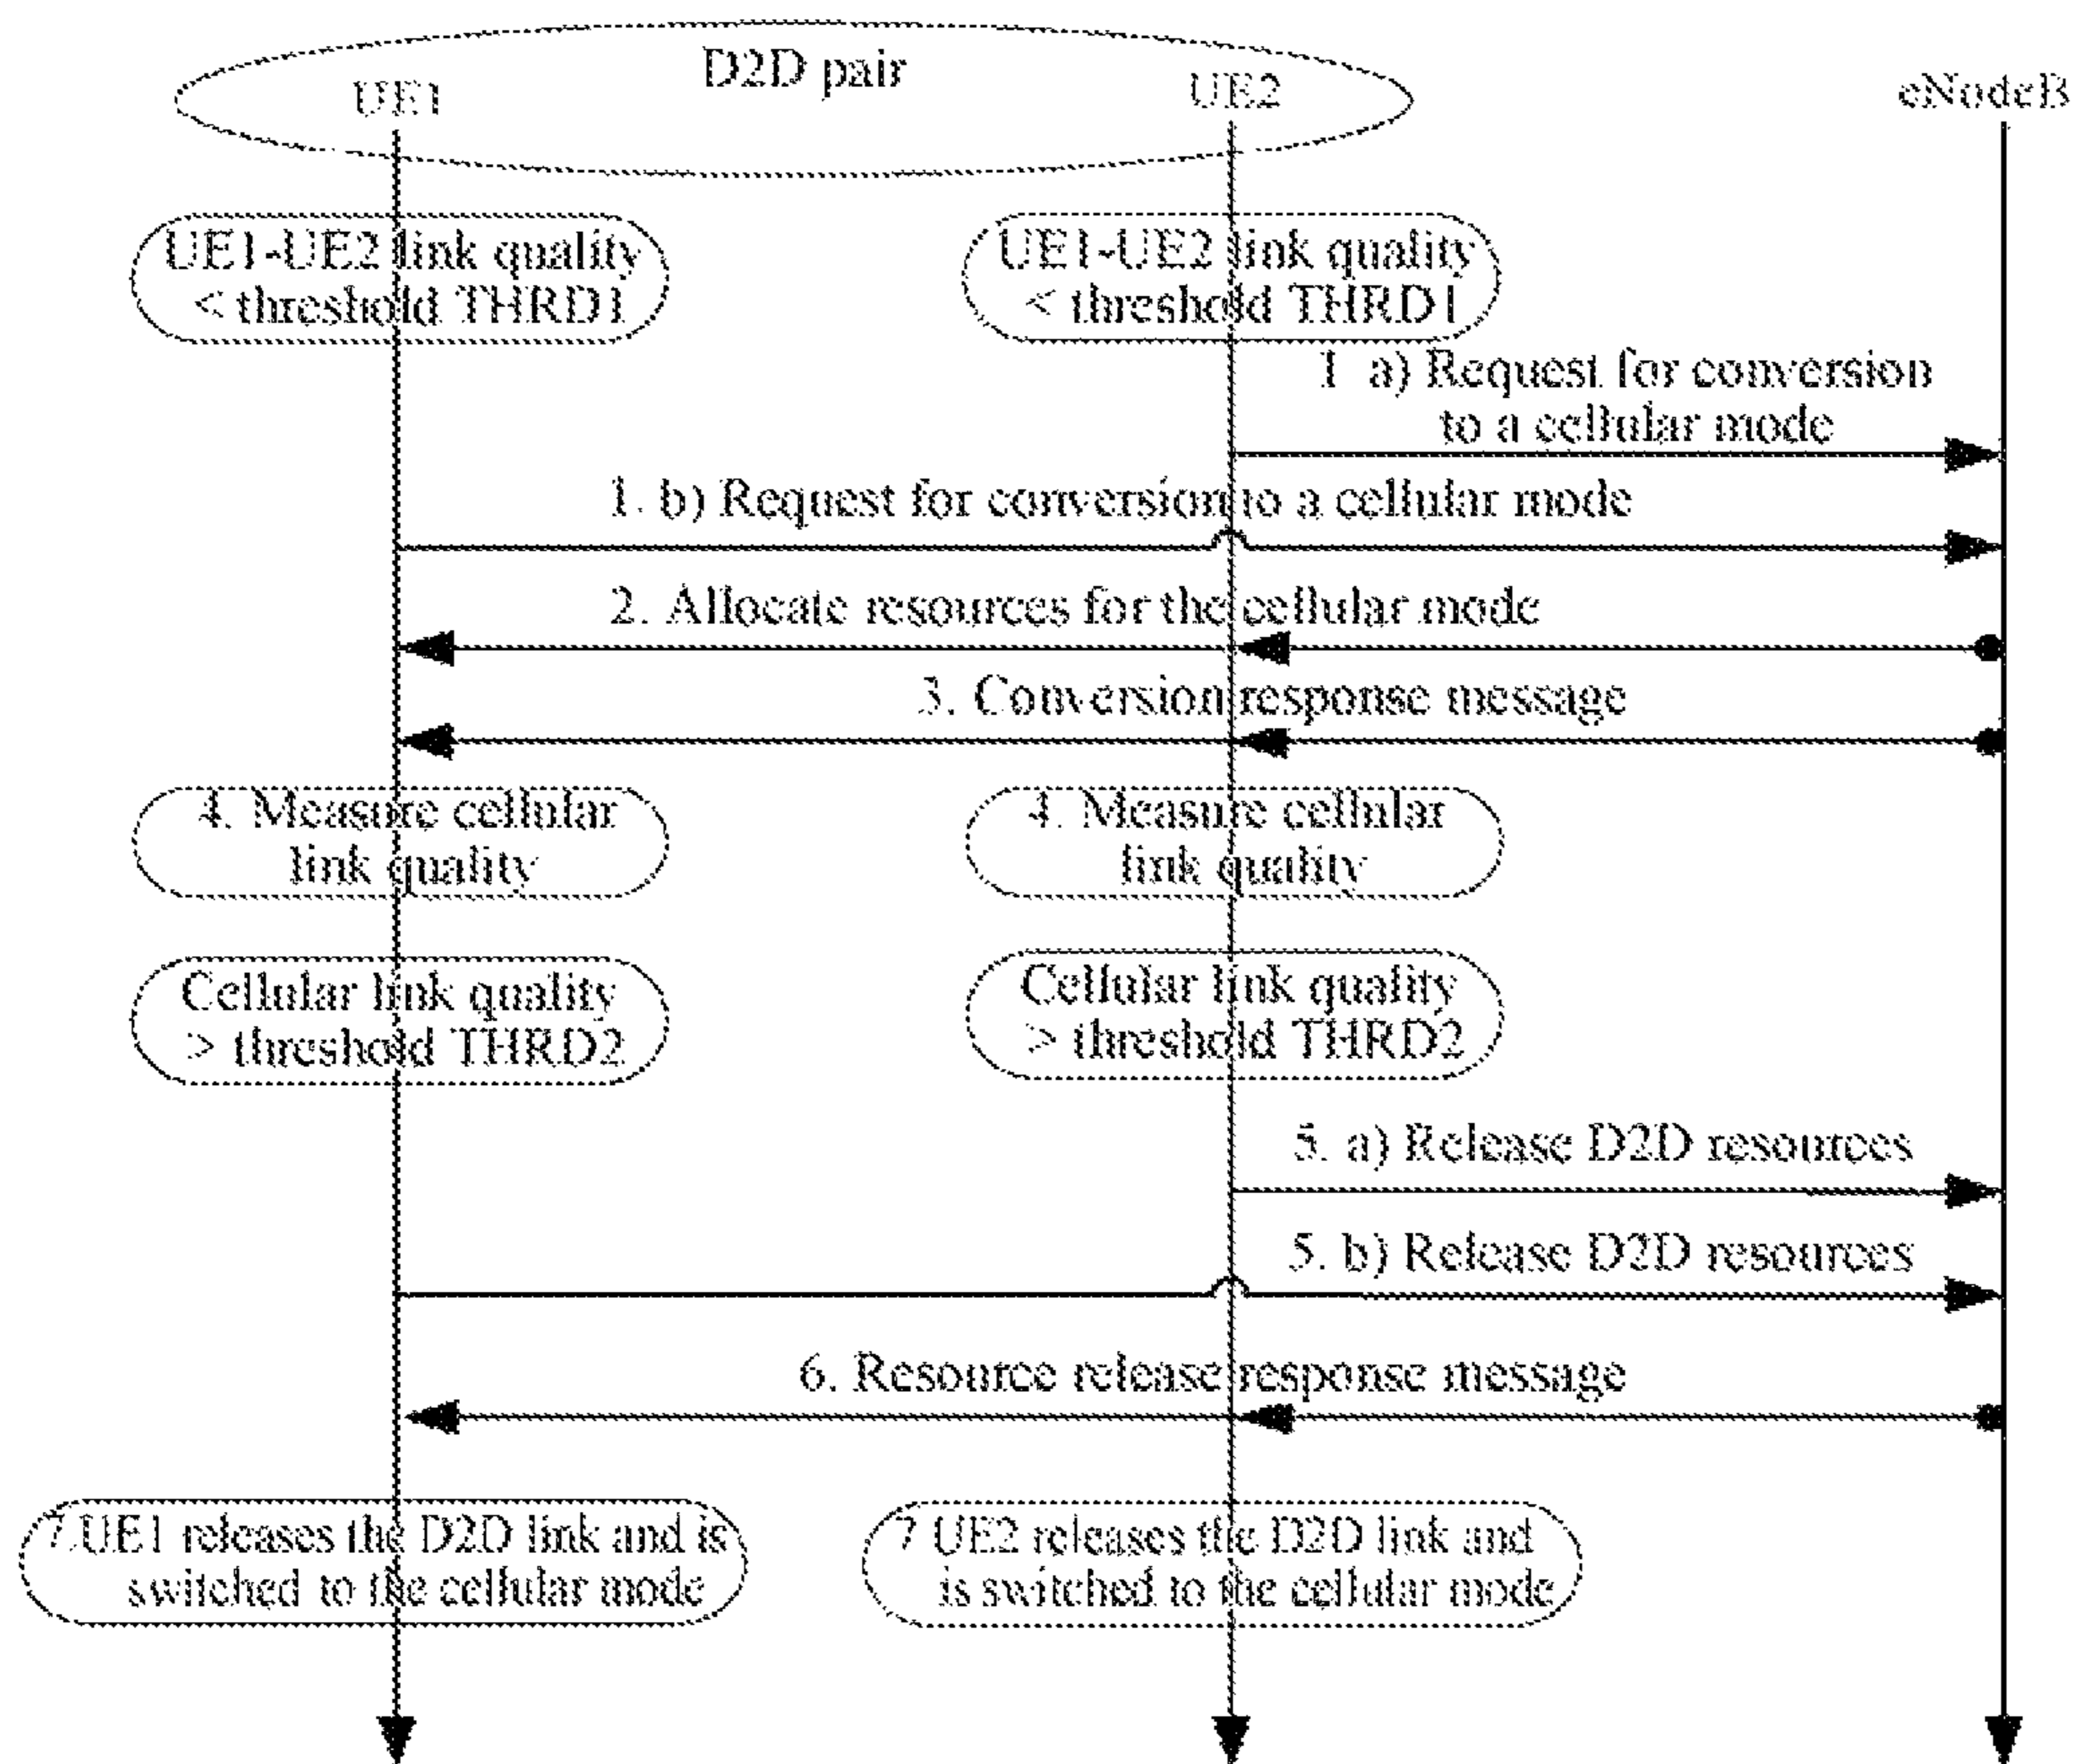 D2D pair
UE1
UE2
eNodeB
UE1-UE2 link quality
< threshold THRD1
UE1-UE2 link quality
< threshold THRD1
1 a) Request for conversion
to a cellular mode
1. b) Request for conversion to a cellular mode
2. Allocate resources for the cellular mode
3. Conversion response message
4. Measure cellular
link quality
4. Measure cellular
link quality
Cellular link quality
> threshold THRD2
Cellular link quality
> threshold THRD2
5. a) Release D2D resources
5. b) Release D2D resources
6. Resource release response message
7.UE1 releases the D2D link and is
switched to the cellular mode
7 UE2 releases the D2D link and
is switched to the cellular mode